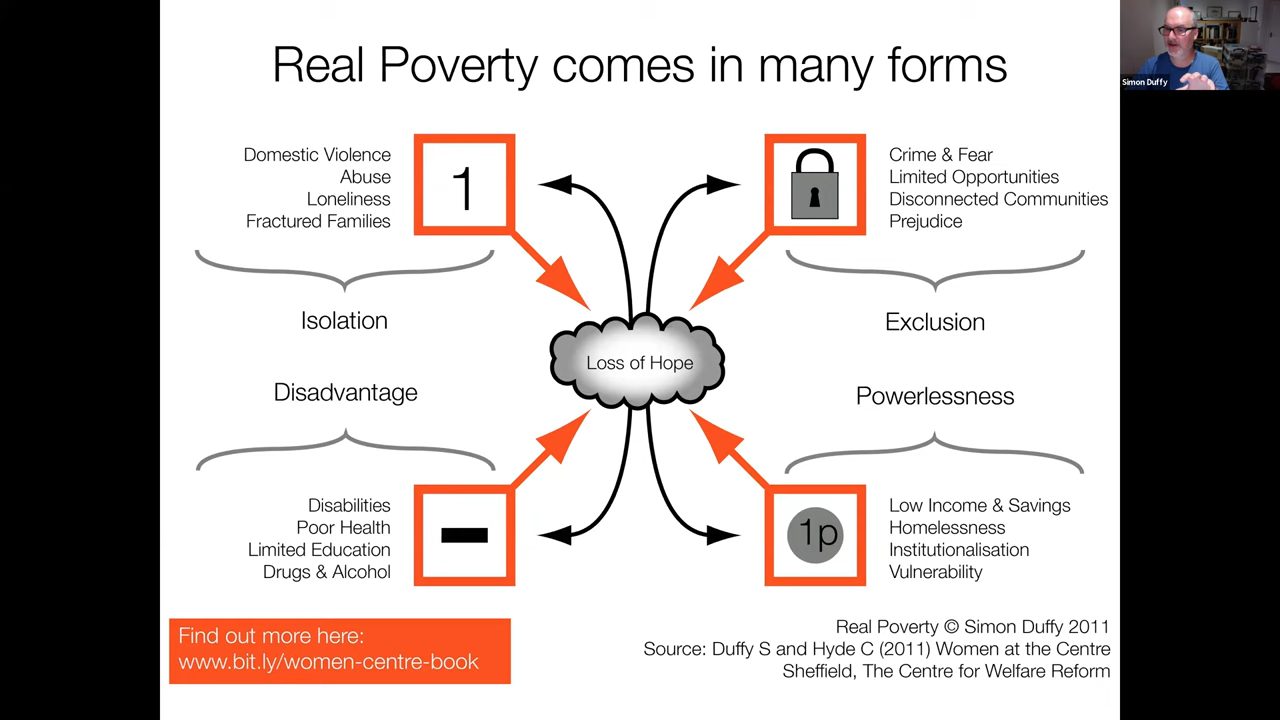 Real Poverty comes in many forms
Simon Duffy
Domestic Violence
Abuse
Loneliness
Fractured Families
1
Crime & Fear
Limited Opportunities
Disconnected Communities
Prejudice
Isolation
Exclusion
Loss of Hope
Disadvantage
Powerlessness
Disabilities
Poor Health
Limited Education
Drugs & Alcohol
1p
Low Income & Savings
Homelessness
Institutionalisation
Vulnerability
Find out more here:
www.bit.ly/women-centre-book
Real Poverty © Simon Duffy 2011
Source: Duffy S and Hyde C (2011) Women at the Centre
Sheffield, The Centre for Welfare Reform